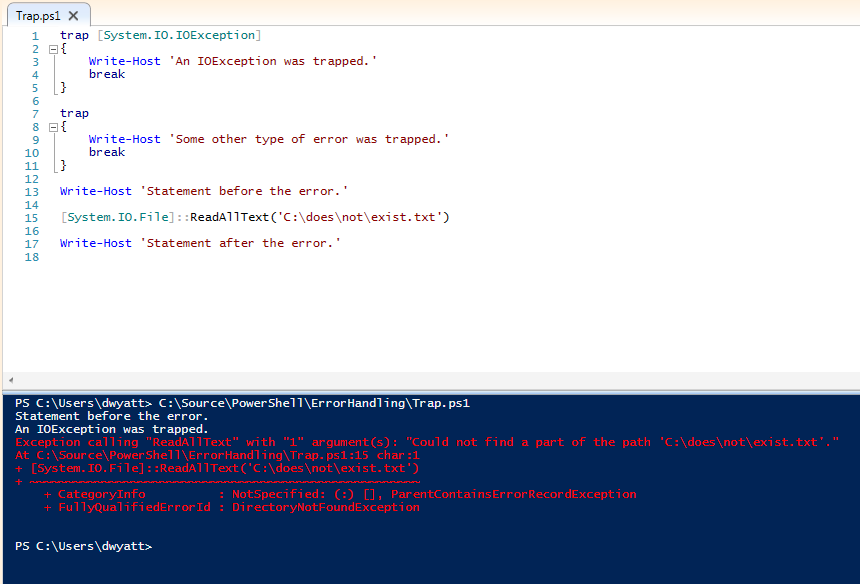 Trap.ps1
1 trap [System.IO.IOException]
2 {
3     Write-Host 'An IOException was trapped.'
4     break
5 }
6
7 trap
8 {
9     Write-Host 'Some other type of error was trapped.'
10     break
11 }
12
13 Write-Host 'Statement before the error.'
14
15 [System.IO.File]::ReadAllText('C:\does\not\exist.txt')
16
17 Write-Host 'Statement after the error.'
18
PS C:\Users\dwyatt> C:\Source\PowerShell\ErrorHandling\Trap.ps1
Statement before the error.
An IOException was trapped.
Exception calling "ReadAllText" with "1" argument(s): "Could not find a part of the path 'C:\does\not\exist.txt'."
At C:\Source\PowerShell\ErrorHandling\Trap.ps1:15 char:1
+ [System.IO.File]::ReadAllText('C:\does\not\exist.txt')
+ ~~~~~~~~~~~~~~~~~~~~~~~~~~~~~~~~~~~~~~~~~~~~~~~~~~~~~~
    + CategoryInfo          : NotSpecified: (:) [], ParentContainsErrorRecordException
    + FullyQualifiedErrorId : DirectoryNotFoundException
PS C:\Users\dwyatt>